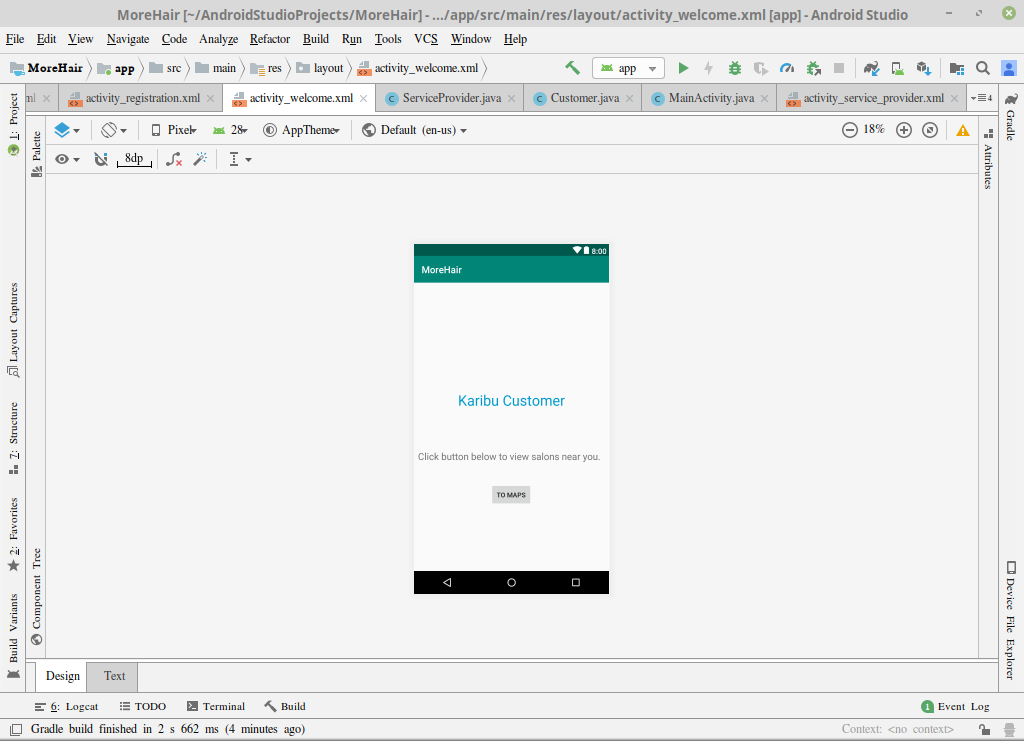 MoreHair [~/AndroidStudioProjects/MoreHair] - .../app/src/main/res/layout/activity_welcome.xml [app] - Android Studio
File Edit View Navigate Code Analyze Refactor Build Run Tools VCS Window Help
MoreHair app src main res layout activity_welcome.xml app
ml activity_registration.xml activity_welcome.xml ServiceProvider.java Customer.java MainActivity.java activity_service_provider.xml 4
Pixel 28 AppTheme Default (en-us) 18%
8dp
1: Project
Palette
Layout Captures
7: Structure
2: Favorites
Build Variants
Component Tree
8:00
MoreHair
Karibu Customer
Click button below to view salons near you.
TO MAPS
Gradle
Attributes
Device File Explorer
Design Text
6: Logcat TODO Terminal Build 1 Event Log
Gradle build finished in 2 s 662 ms (4 minutes ago) Context: <no context>